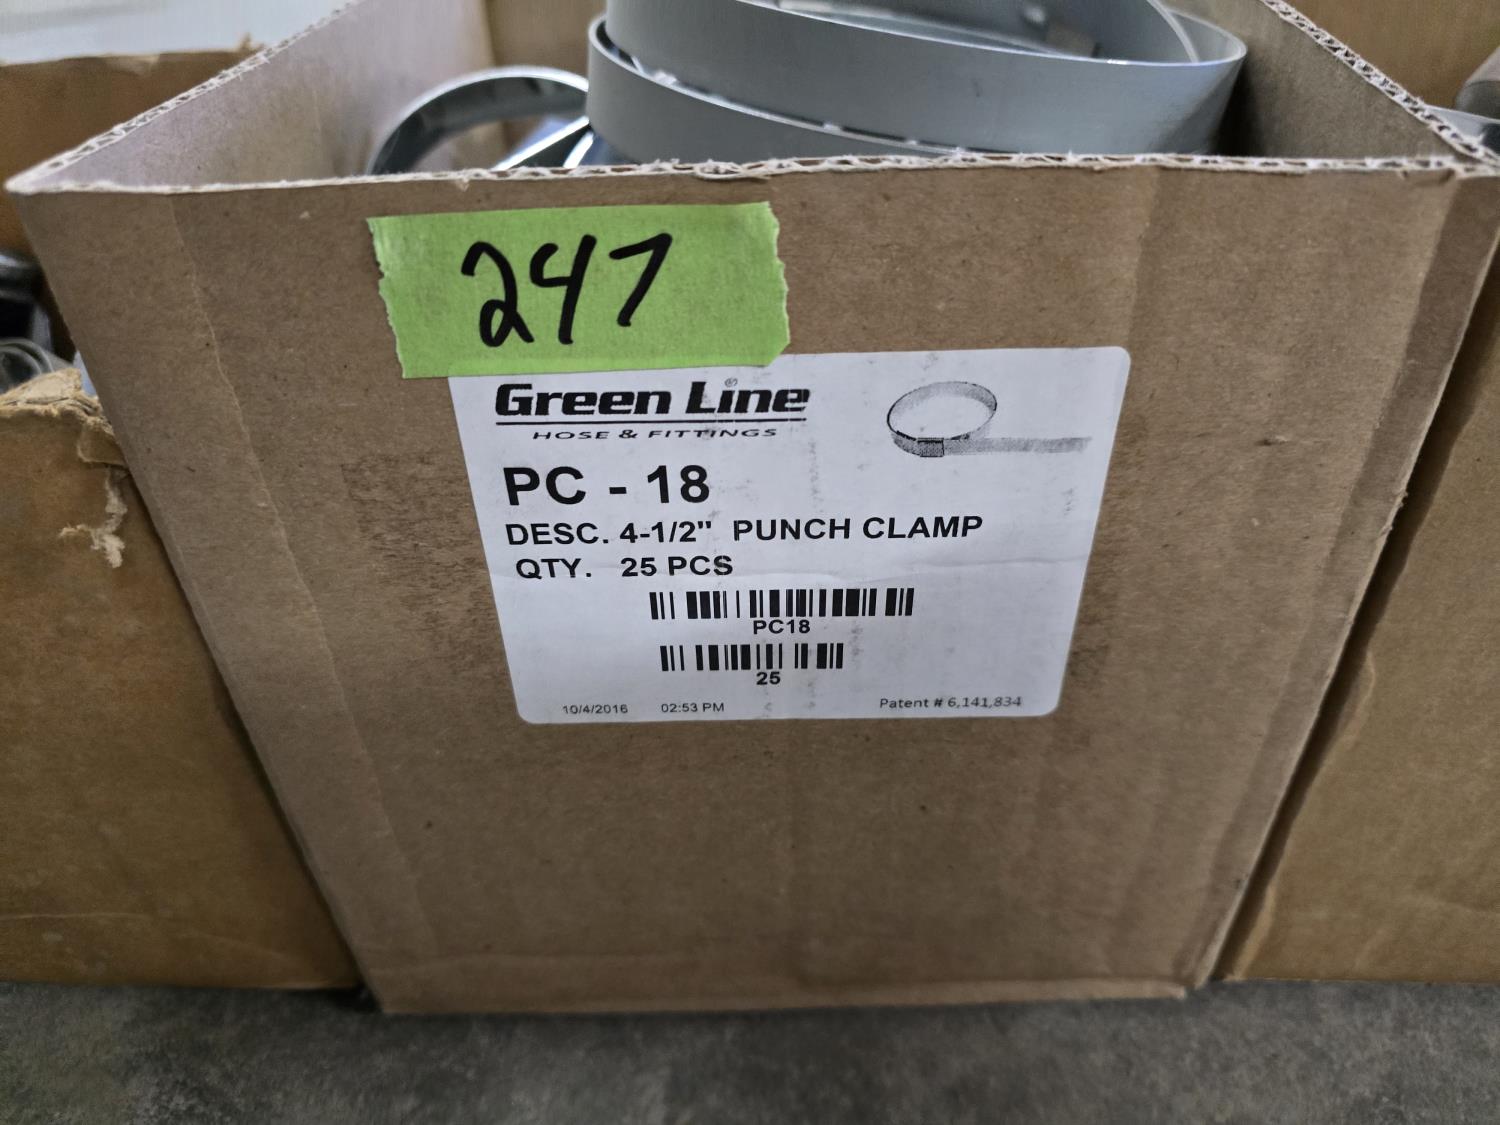 247
Green Line®
HOSE & FITTINGS
PC - 18
DESC. 4-1/2" PUNCH CLAMP
QTY. 25 PCS
PC18
25
10/4/2016 02:53 PM Patent # 6,141,834